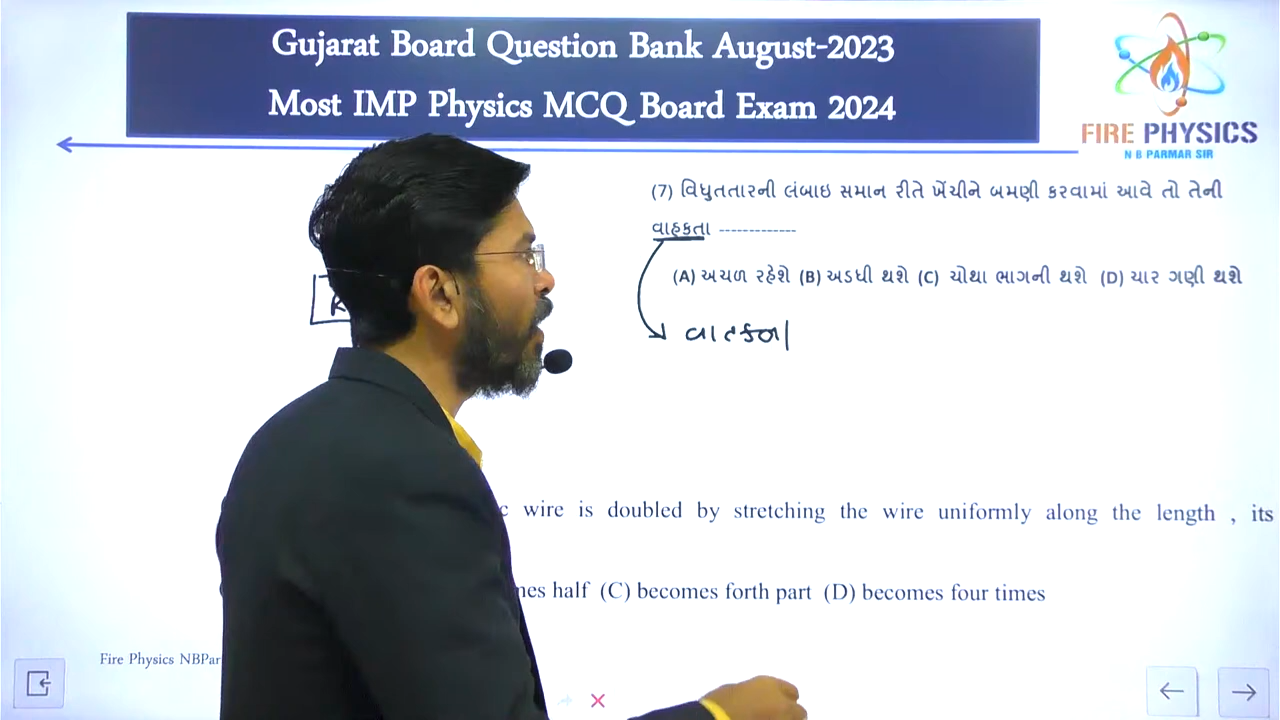 Gujarat Board Question Bank August-2023
Most IMP Physics MCQ Board Exam 2024
FIRE PHYSICS
N B PARMAR SIR
(7) વિધુતતારની લંબાઇ સમાન રીતે ખેંચીને બમણી કરવામાં આવે તો તેની
વાહકતા -------------
(A) અચળ રહેશે (B) અડધી થશે (C) ચોથા ભાગની થશે (D) ચાર ગણી થશે
wire is doubled by stretching the wire uniformly along the length , its
half (C) becomes forth part (D) becomes four times
Fire Physics